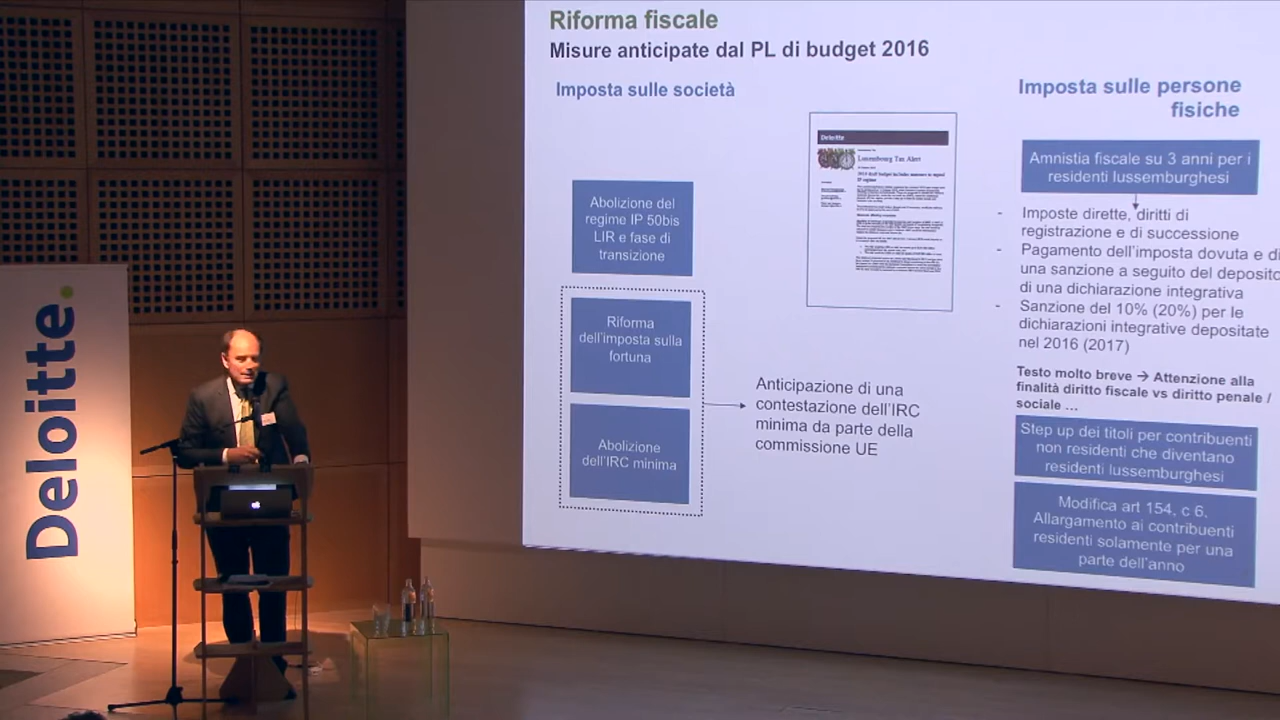 Deloitte.
Riforma fiscale
Misure anticipate dal PL di budget 2016
Imposta sulle società
Abolizione del
regime IP 50bis
LIR e fase di
transizione
Riforma
dell'imposta sulla
fortuna
Abolizione
dell'IRC minima
Deloitte
Luxembourg Tax Alert
Anticipazione di una
contestazione dell'IRC
minima da parte della
commissione UE
Imposta sulle persone
fisiche
Amnistia fiscale su 3 anni per i
residenti lussemburghesi
- Imposte dirette, diritti di
registrazione e di successione
- Pagamento dell'imposta dovuta e di
una sanzione a seguito del deposito
di una dichiarazione integrativa
- Sanzione del 10% (20%) per le
dichiarazioni integrative depositate
nel 2016 (2017)
Testo molto breve → Attenzione alla
finalità diritto fiscale vs diritto penale /
sociale ...
Step up dei titoli per contribuenti
non residenti che diventano
residenti lussemburghesi
Modifica art 154, c 6.
Allargamento ai contribuenti
residenti solamente per una
parte dell'anno